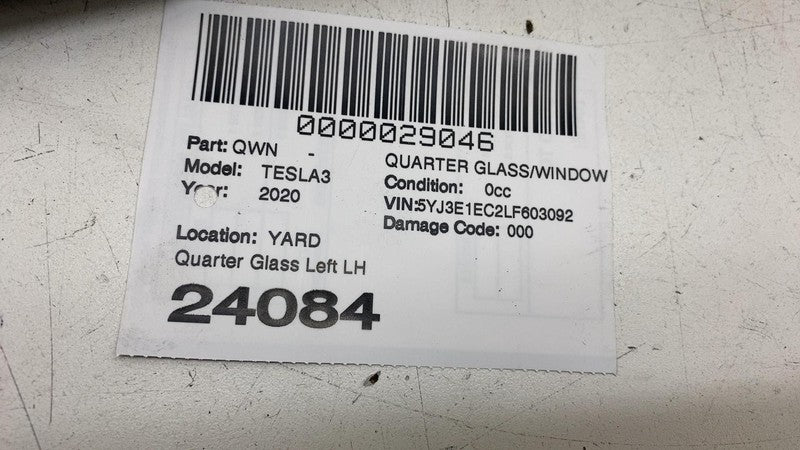 0000029046
Part: QWN - QUARTER GLASS/WINDOW
Model: TESLA3 Condition: 0cc
Year: 2020 VIN:5YJ3E1EC2LF603092
Damage Code: 000
Location: YARD
Quarter Glass Left LH
24084